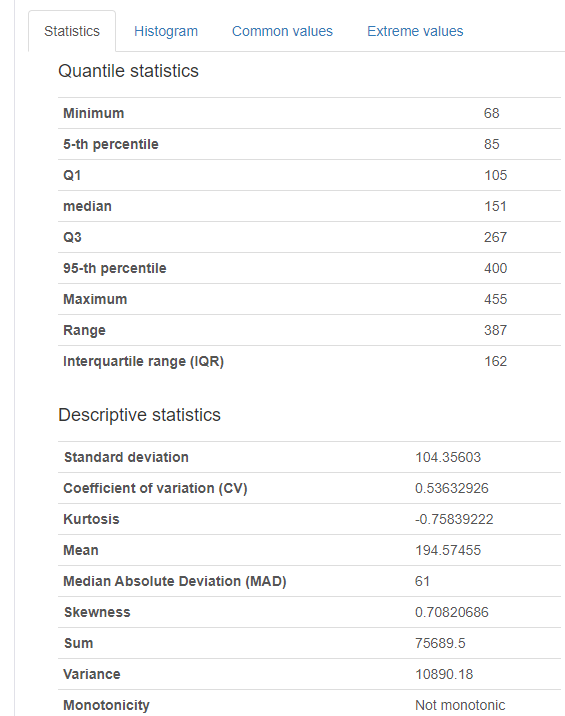 Statistics Histogram Common values Extreme values
Quantile statistics
Minimum 68
5-th percentile 85
Q1 105
median 151
Q3 267
95-th percentile 400
Maximum 455
Range 387
Interquartile range (IQR) 162
Descriptive statistics
Standard deviation 104.35603
Coefficient of variation (CV) 0.53632926
Kurtosis -0.75839222
Mean 194.57455
Median Absolute Deviation (MAD) 61
Skewness 0.70820686
Sum 75689.5
Variance 10890.18
Monotonicity Not monotonic